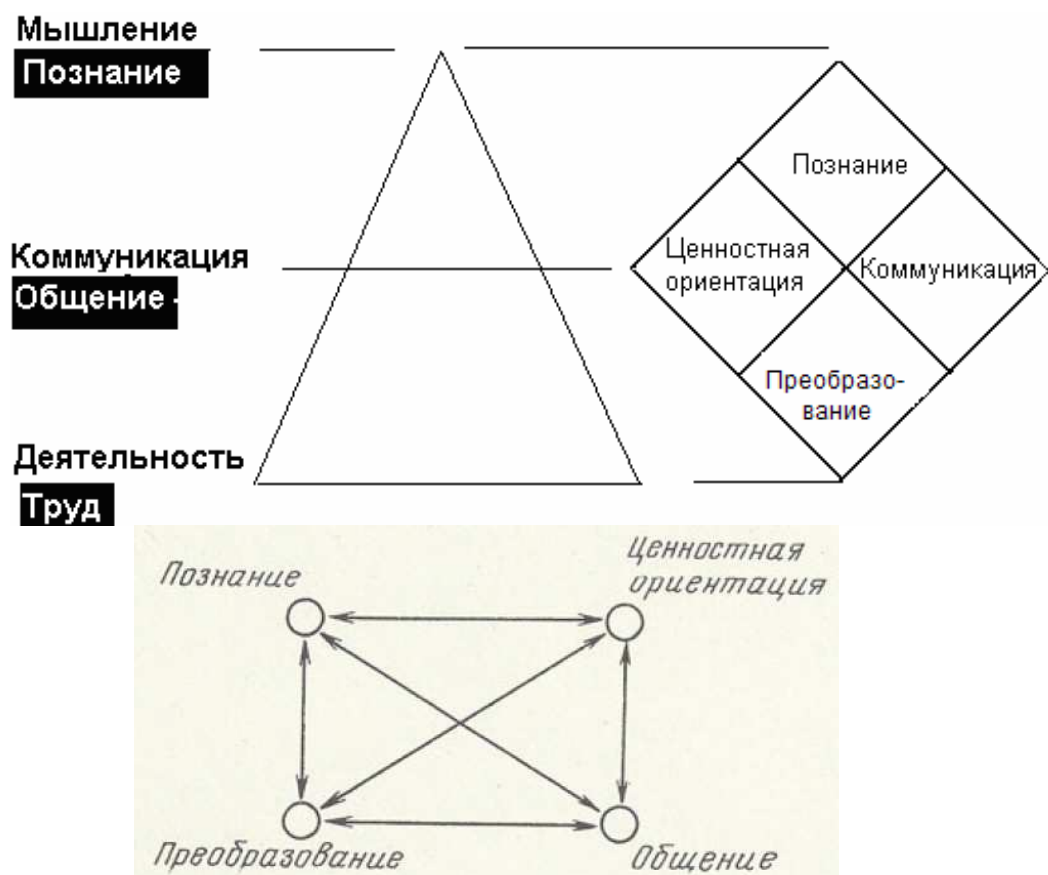 Мышление
Познание
Познание
Коммуникация
Общение -
Ценностная
ориентация
Коммуникация
Преобразо-
вание
Деятельность
Труд
Познание
Ценностная
ориентация
Преобразование
Общение